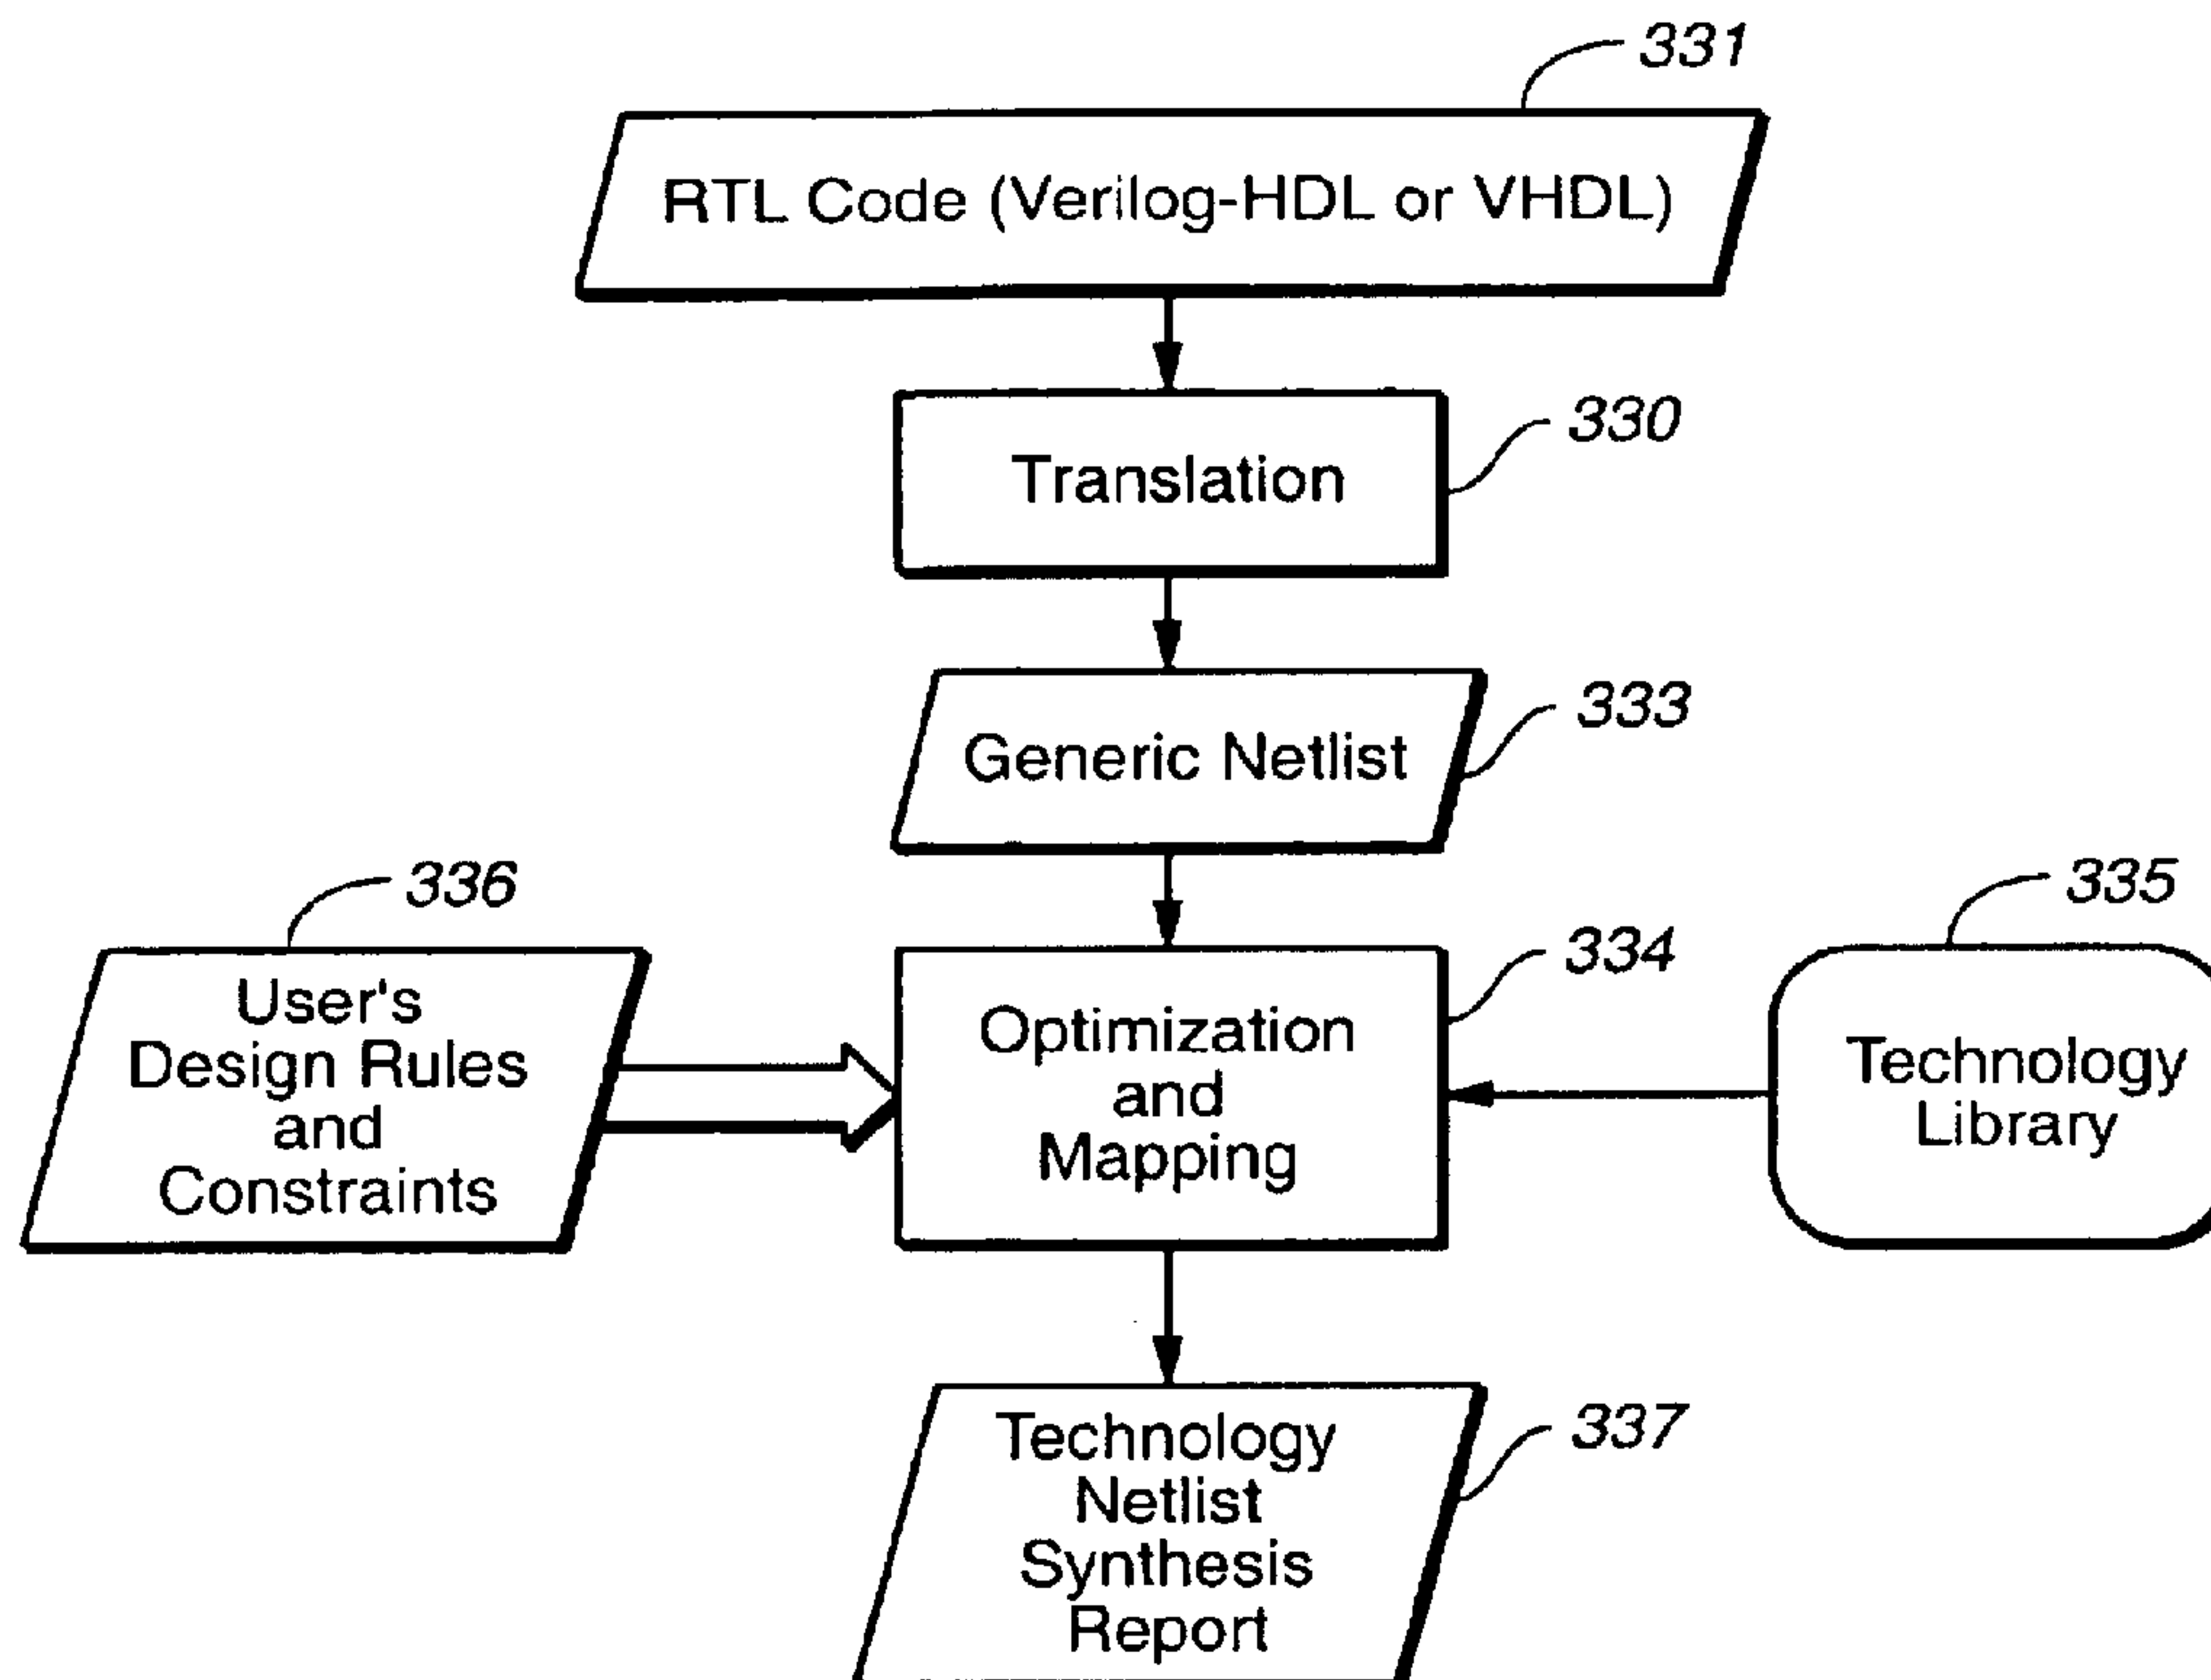 331
RTL Code (Verilog-HDL or VHDL)
330
Translation
333
Generic Netlist
336
User's
Design Rules
and
Constraints
334
Optimization
and
Mapping
335
Technology
Library
337
Technology
Netlist
Synthesis
Report